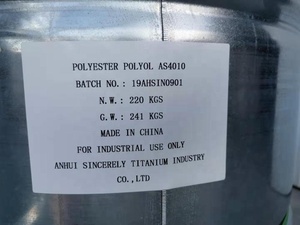 POLYESTER POLYOL AS4010
BATCH NO.: 19AHSIN0901
N.W.: 220 KGS
G.W.: 241 KGS
MADE IN CHINA
FOR INDUSTRIAL USE ONLY
ANHUI SINCERELY TITANIUM INDUSTRY
CO.,LTD